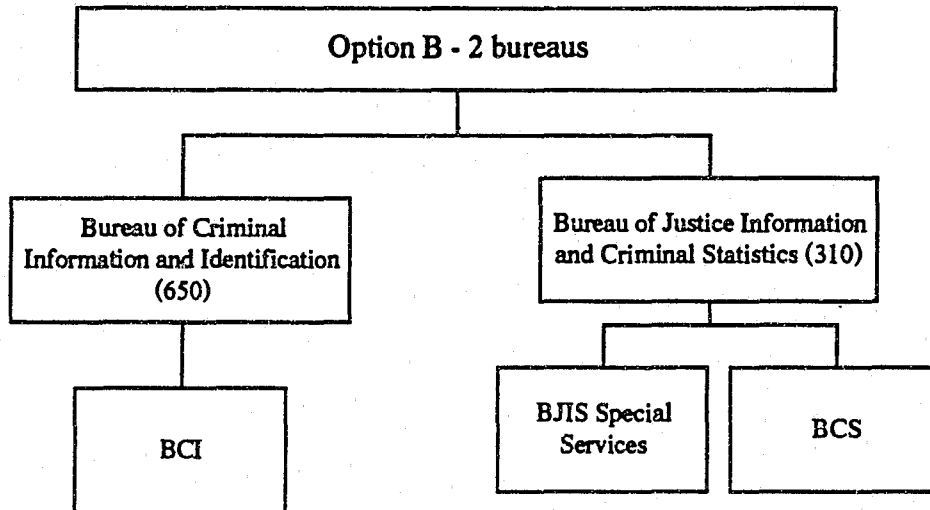 Option B - 2 bureaus
Bureau of Criminal
Information and Identification
(650)
Bureau of Justice Information
and Criminal Statistics (310)
BCI
BJIS Special
Services
BCS